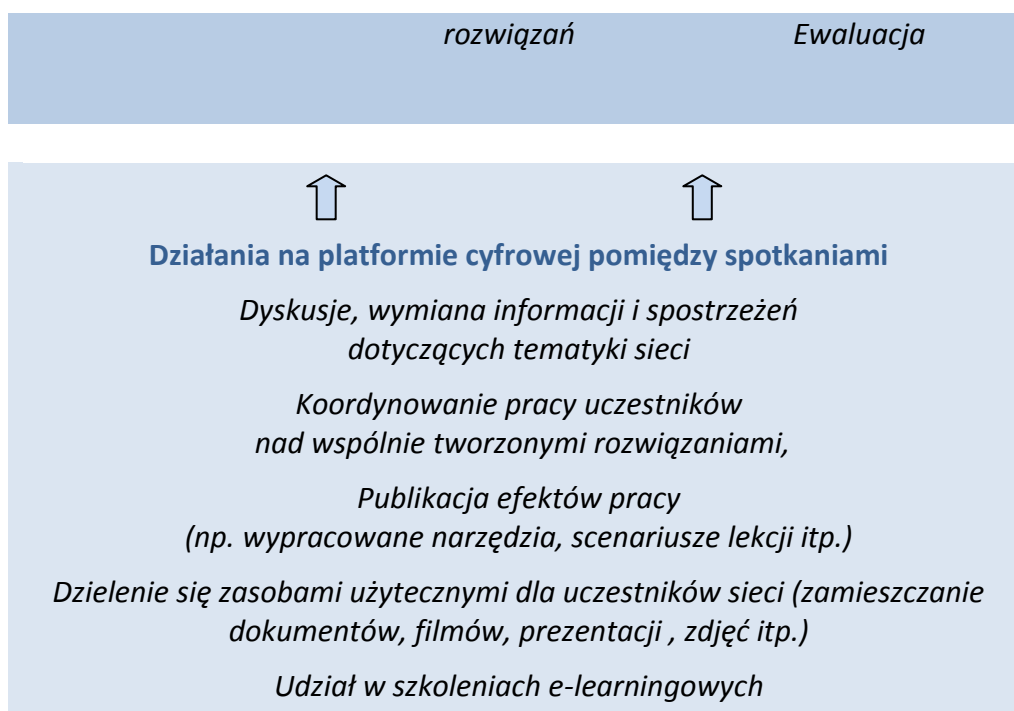 rozwiązań Ewaluacja
Działania na platformie cyfrowej pomiędzy spotkaniami
Dyskusje, wymiana informacji i spostrzeżeń
dotyczących tematyki sieci
Koordynowanie pracy uczestników
nad wspólnie tworzonymi rozwiązaniami,
Publikacja efektów pracy
(np. wypracowane narzędzia, scenariusze lekcji itp.)
Dzielenie się zasobami użytecznymi dla uczestników sieci (zamieszczanie
dokumentów, filmów, prezentacji , zdjęć itp.)
Udział w szkoleniach e-learningowych